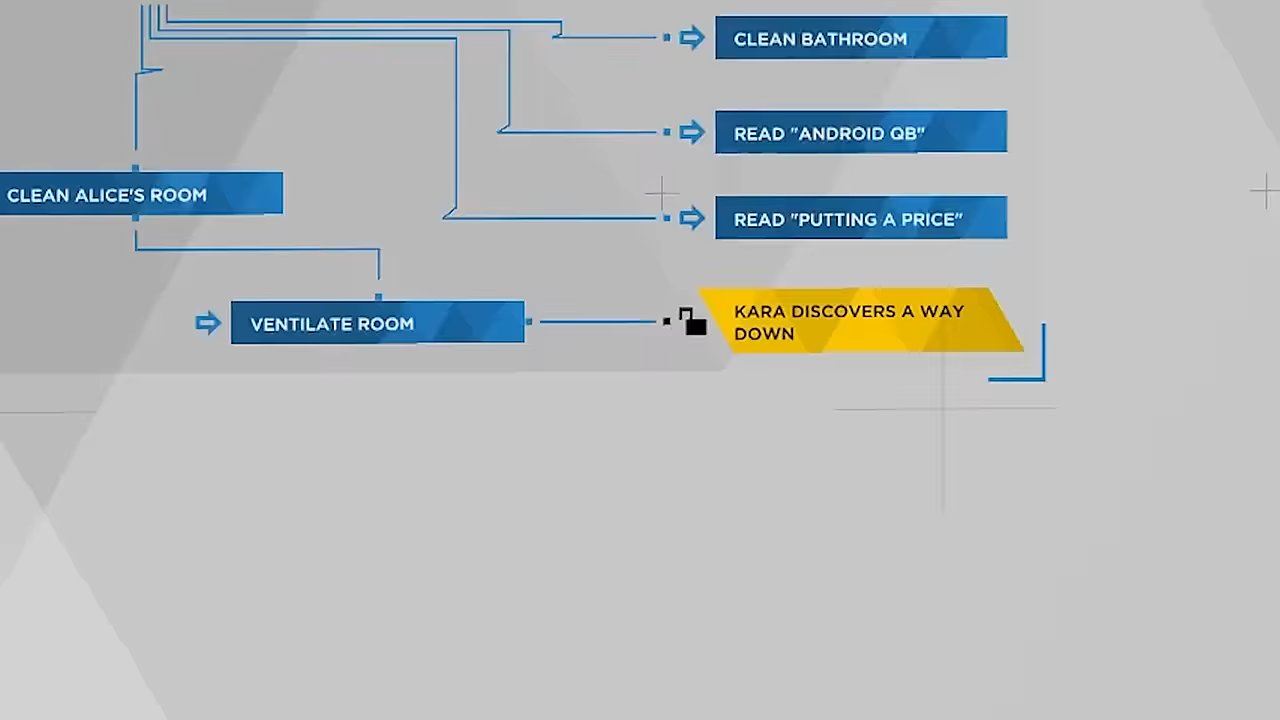 CLEAN BATHROOM
READ "ANDROID QB"
CLEAN ALICE'S ROOM
READ "PUTTING A PRICE"
VENTILATE ROOM
KARA DISCOVERS A WAY
DOWN